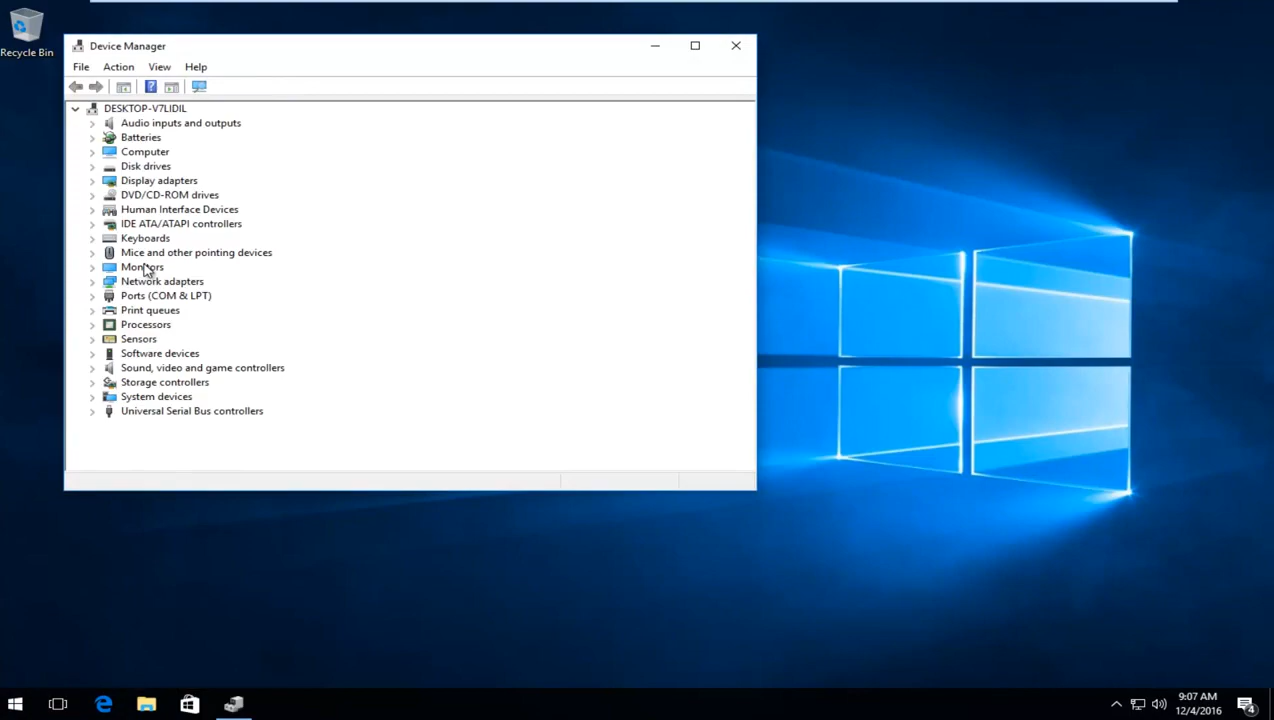 Recycle Bin
Device Manager
File Action View Help
DESKTOP-V7LIDIL
Audio inputs and outputs
Batteries
Computer
Disk drives
Display adapters
DVD/CD-ROM drives
Human Interface Devices
IDE ATA/ATAPI controllers
Keyboards
Mice and other pointing devices
Monitors
Network adapters
Ports (COM & LPT)
Print queues
Processors
Sensors
Software devices
Sound, video and game controllers
Storage controllers
System devices
Universal Serial Bus controllers
9:07 AM
12/4/2016
4